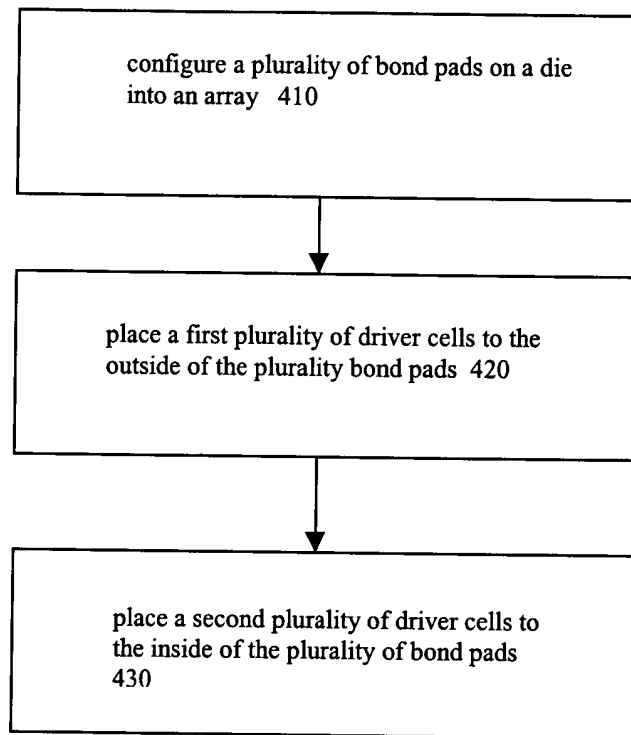 configure a plurality of bond pads on a die
into an array 410
place a first plurality of driver cells to the
outside of the plurality bond pads 420
place a second plurality of driver cells to
the inside of the plurality of bond pads
430